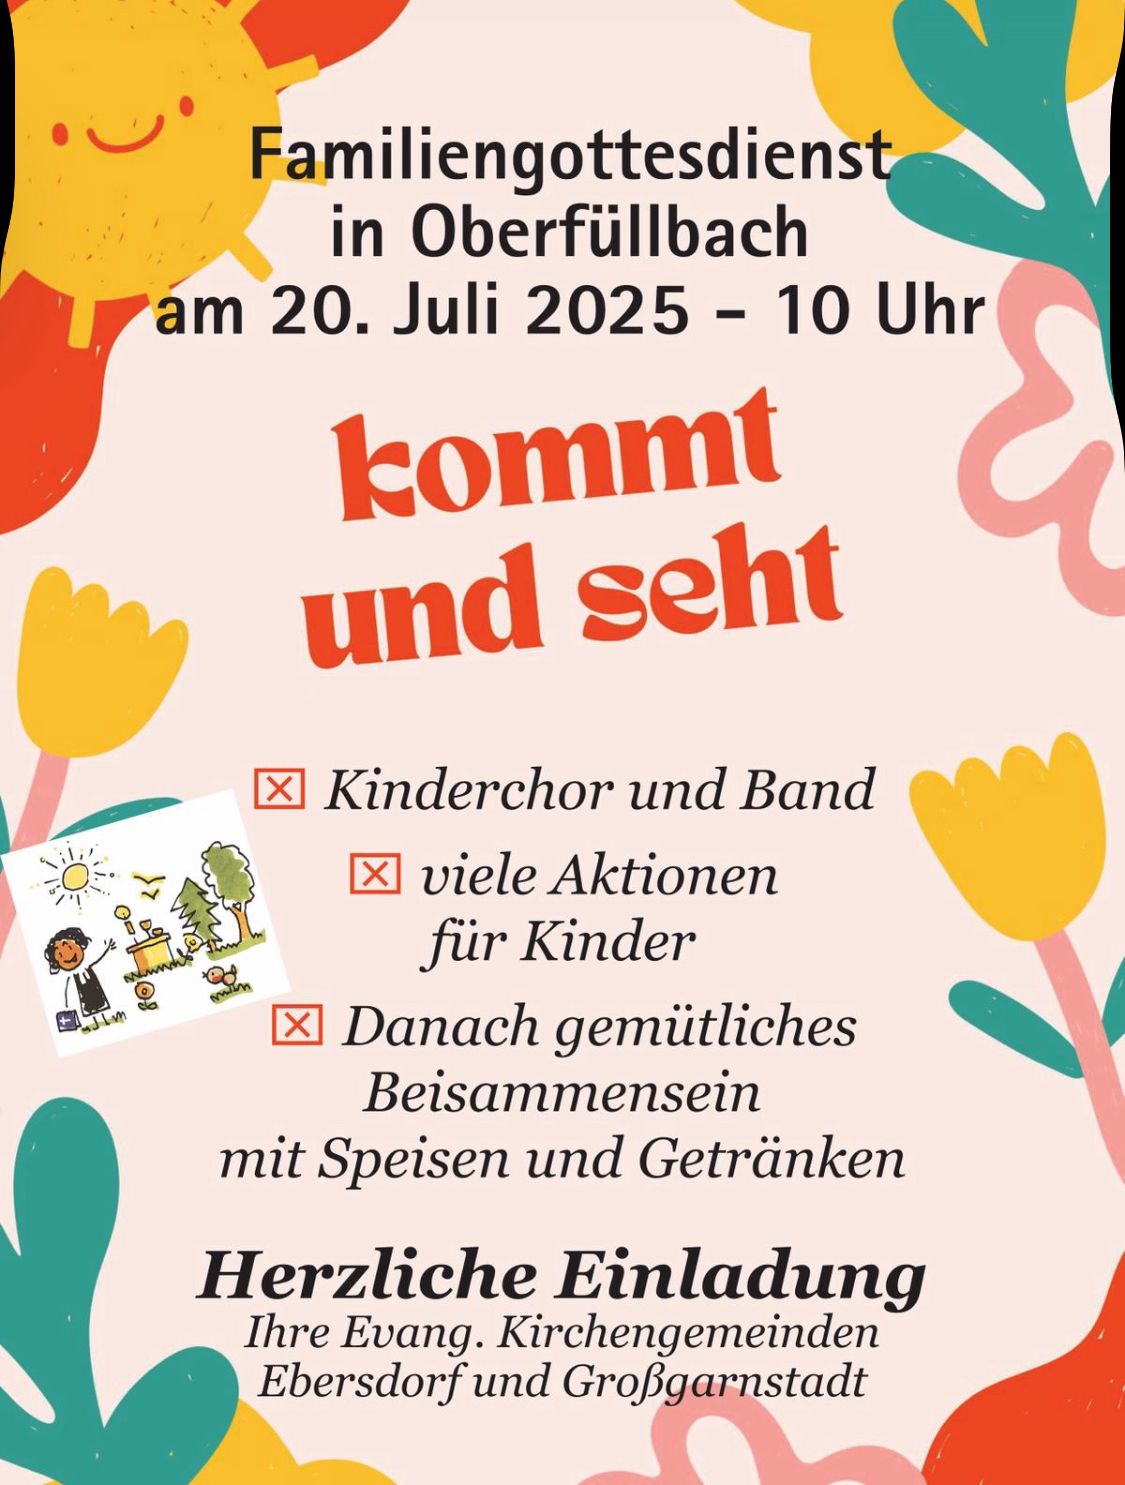 Familiengottesdienst
in Oberfüllbach
am 20. Juli 2025 – 10 Uhr
kommt
und seht
☒ Kinderchor und Band
☒ viele Aktionen
für Kinder
☒ Danach gemütliches
Beisammensein
mit Speisen und Getränken
Herzliche Einladung
Ihre Evang. Kirchengemeinden
Ebersdorf und Großgarnstadt